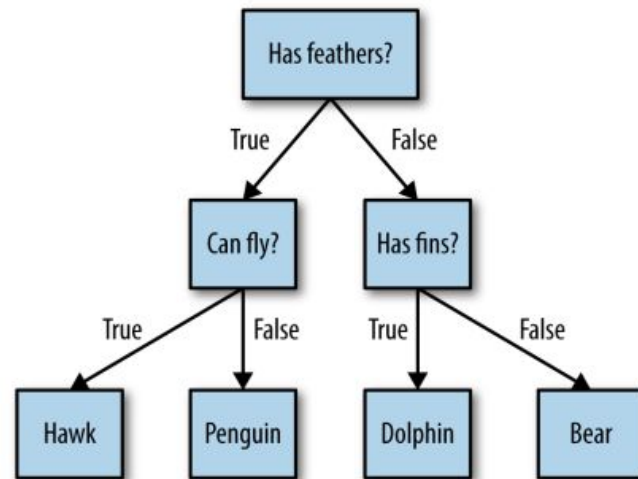 Has feathers?
True False
Can fly? Has fins?
True False True False
Hawk Penguin Dolphin Bear